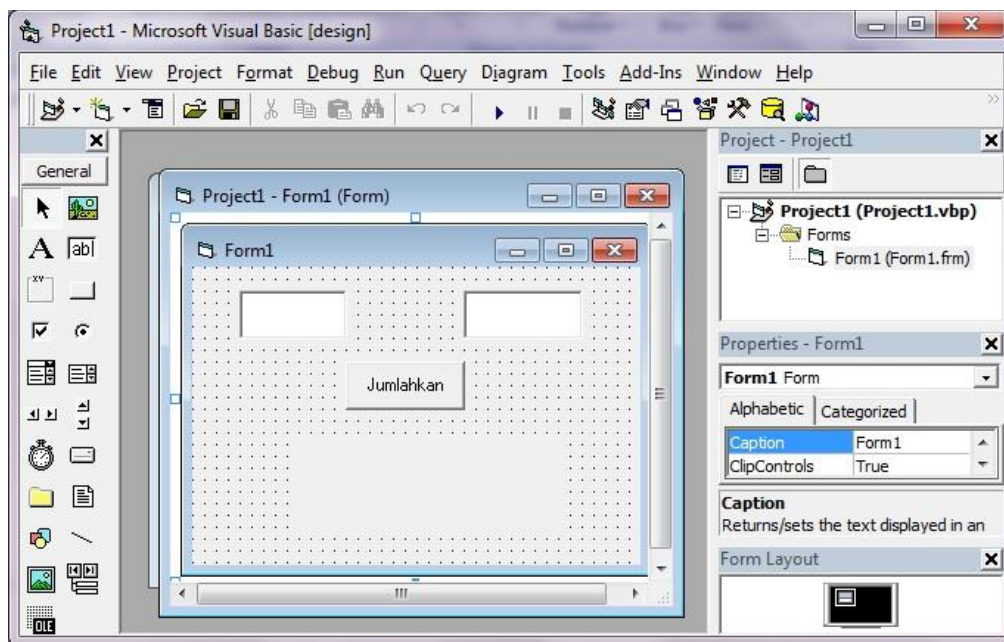 Project1 - Microsoft Visual Basic [design]
File Edit View Project Format Debug Run Query Diagram Tools Add-Ins Window Help
General
A ab
XY
OLE
Project1 - Form1 (Form)
Form1
Jumlahkan
Project - Project1
Project1 (Project1.vbp)
Forms
Form1 (Form1.frm)
Properties - Form1
Form1 Form
Alphabetic Categorized
Caption Form1
ClipControls True
Caption
Returns/sets the text displayed in an
Form Layout